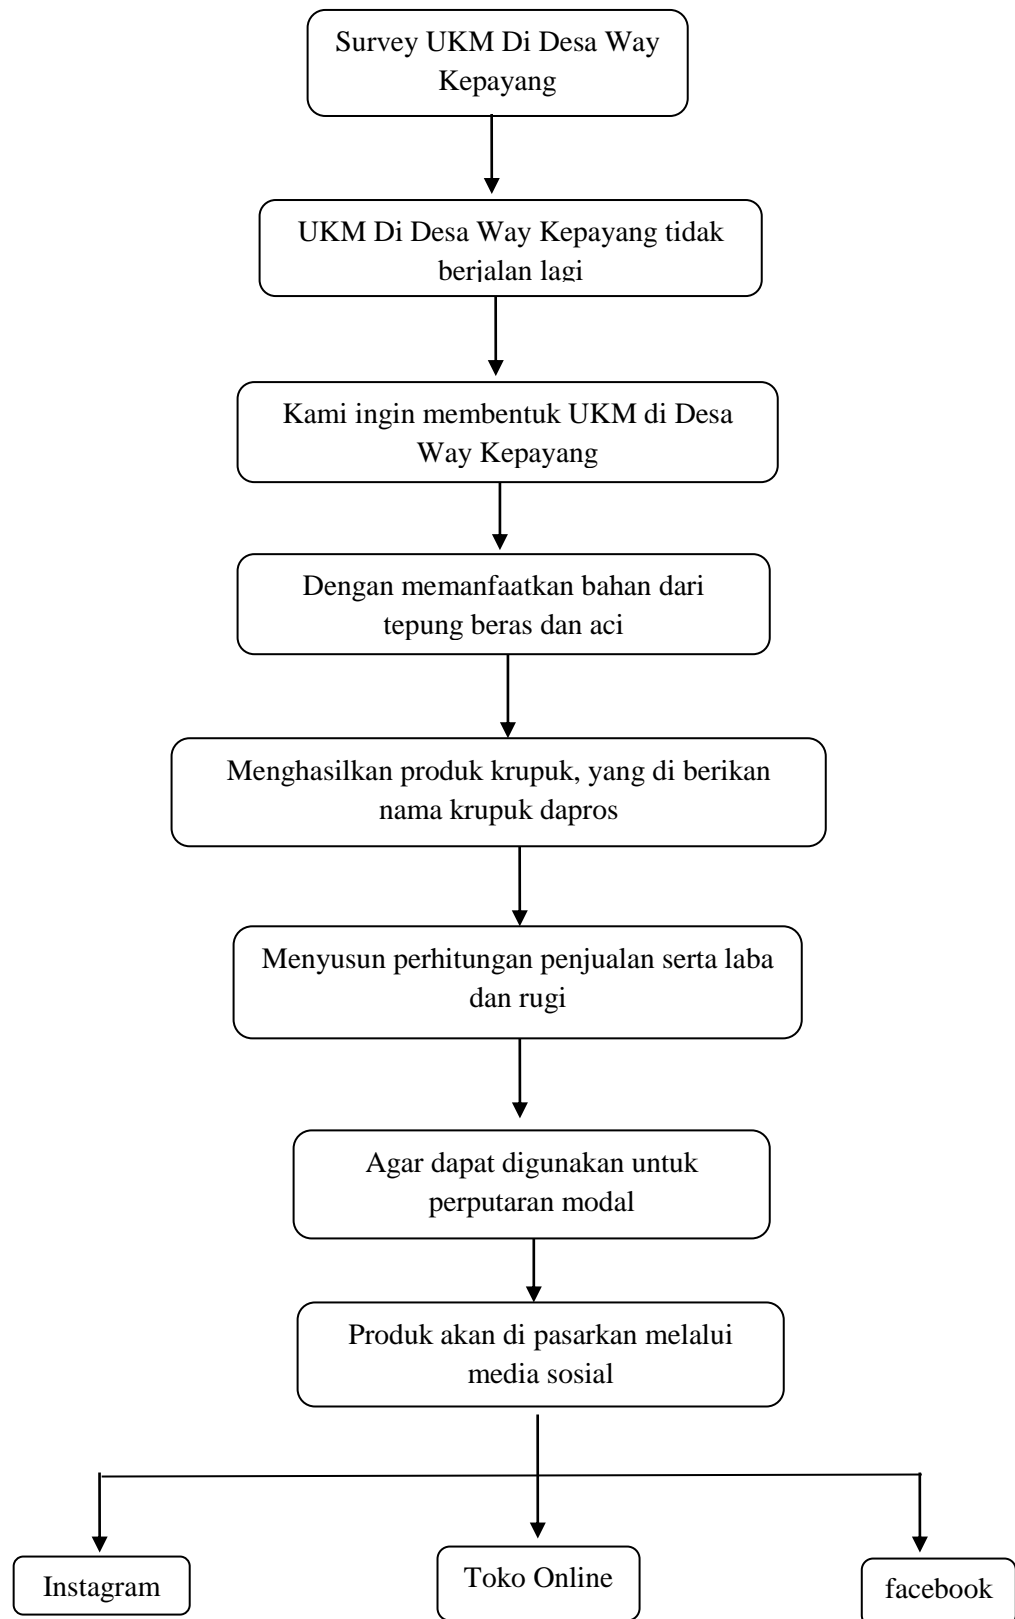 Survey UKM Di Desa Way
Kepayang
UKM Di Desa Way Kepayang tidak
berjalan lagi
Kami ingin membentuk UKM di Desa
Way Kepayang
Dengan memanfaatkan bahan dari
tepung beras dan aci
Menghasilkan produk krupuk, yang di berikan
nama krupuk dapros
Menyusun perhitungan penjualan serta laba
dan rugi
Agar dapat digunakan untuk
perputaran modal
Produk akan di pasarkan melalui
media sosial
Instagram
Toko Online
facebook